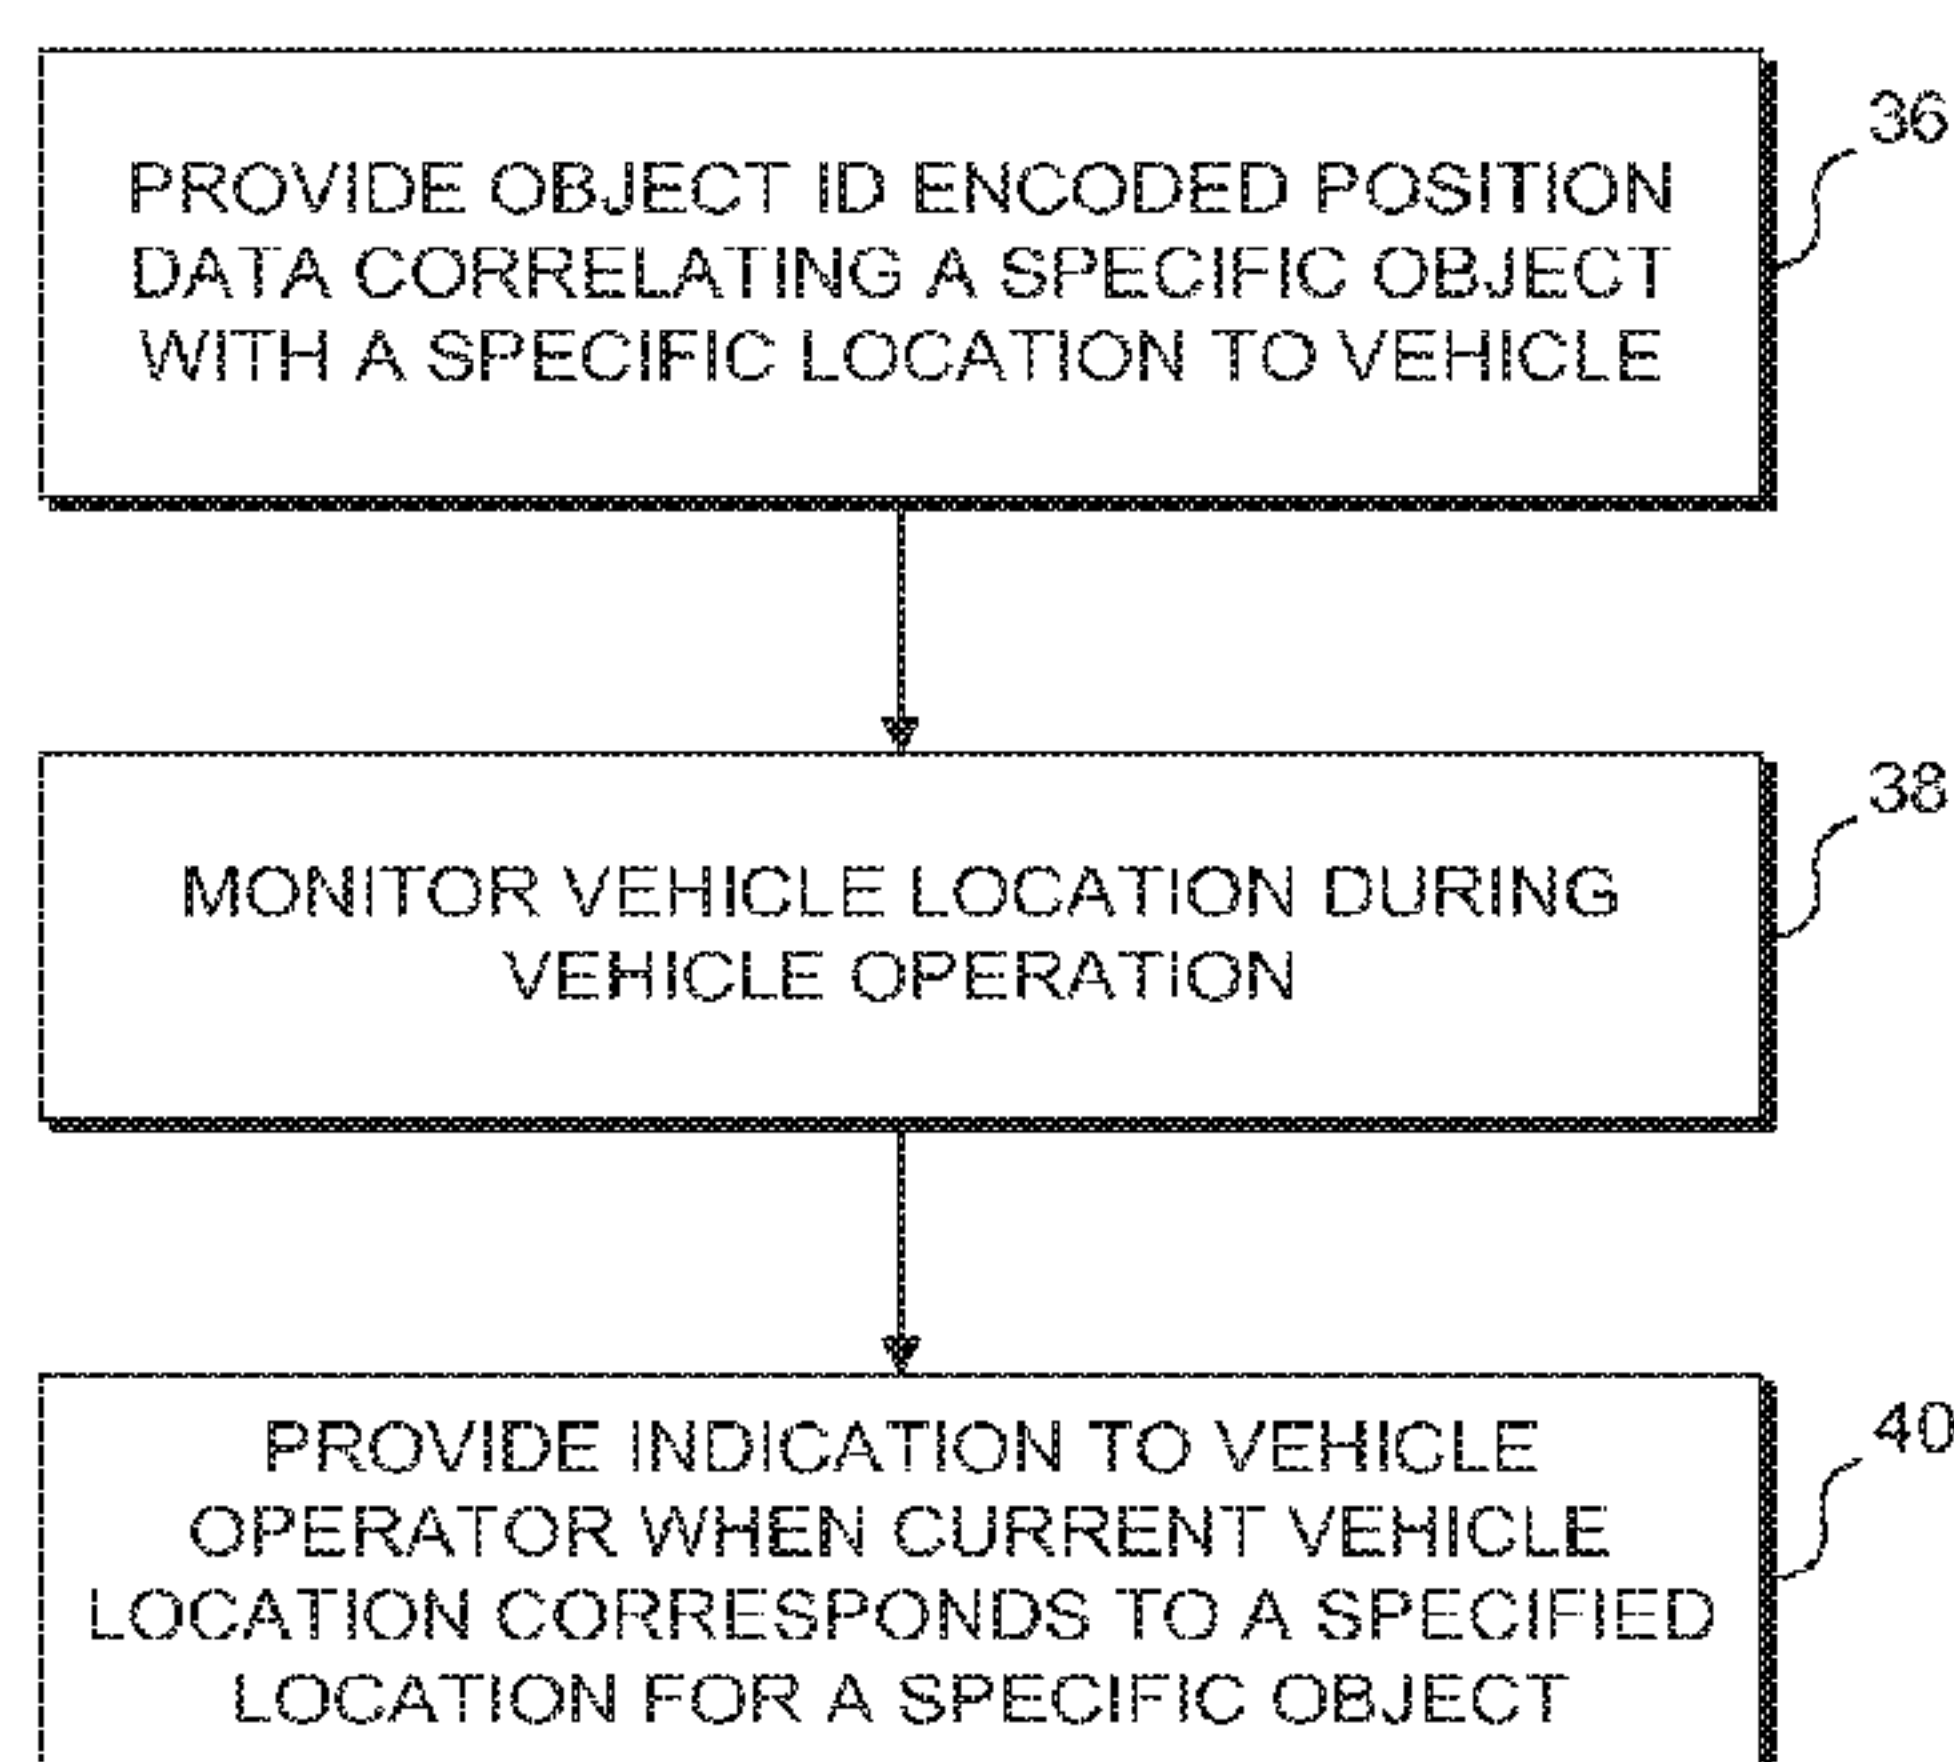 36
PROVIDE OBJECT ID ENCODED POSITION
DATA CORRELATING A SPECIFIC OBJECT
WITH A SPECIFIC LOCATION TO VEHICLE
38
MONITOR VEHICLE LOCATION DURING
VEHICLE OPERATION
40
PROVIDE INDICATION TO VEHICLE
OPERATOR WHEN CURRENT VEHICLE
LOCATION CORRESPONDS TO A SPECIFIED
LOCATION FOR A SPECIFIC OBJECT